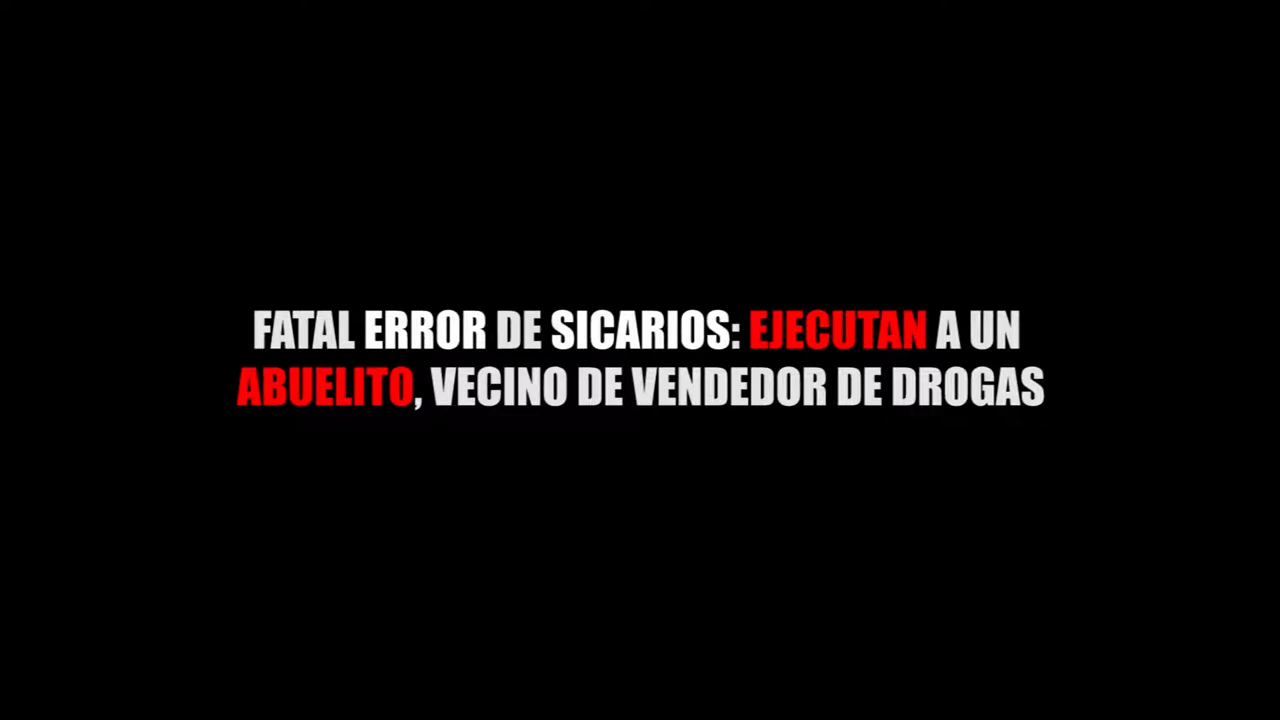 FATAL ERROR DE SICARIOS: EJECUTAN A UN
ABUELITO, VECINO DE VENDEDOR DE DROGAS